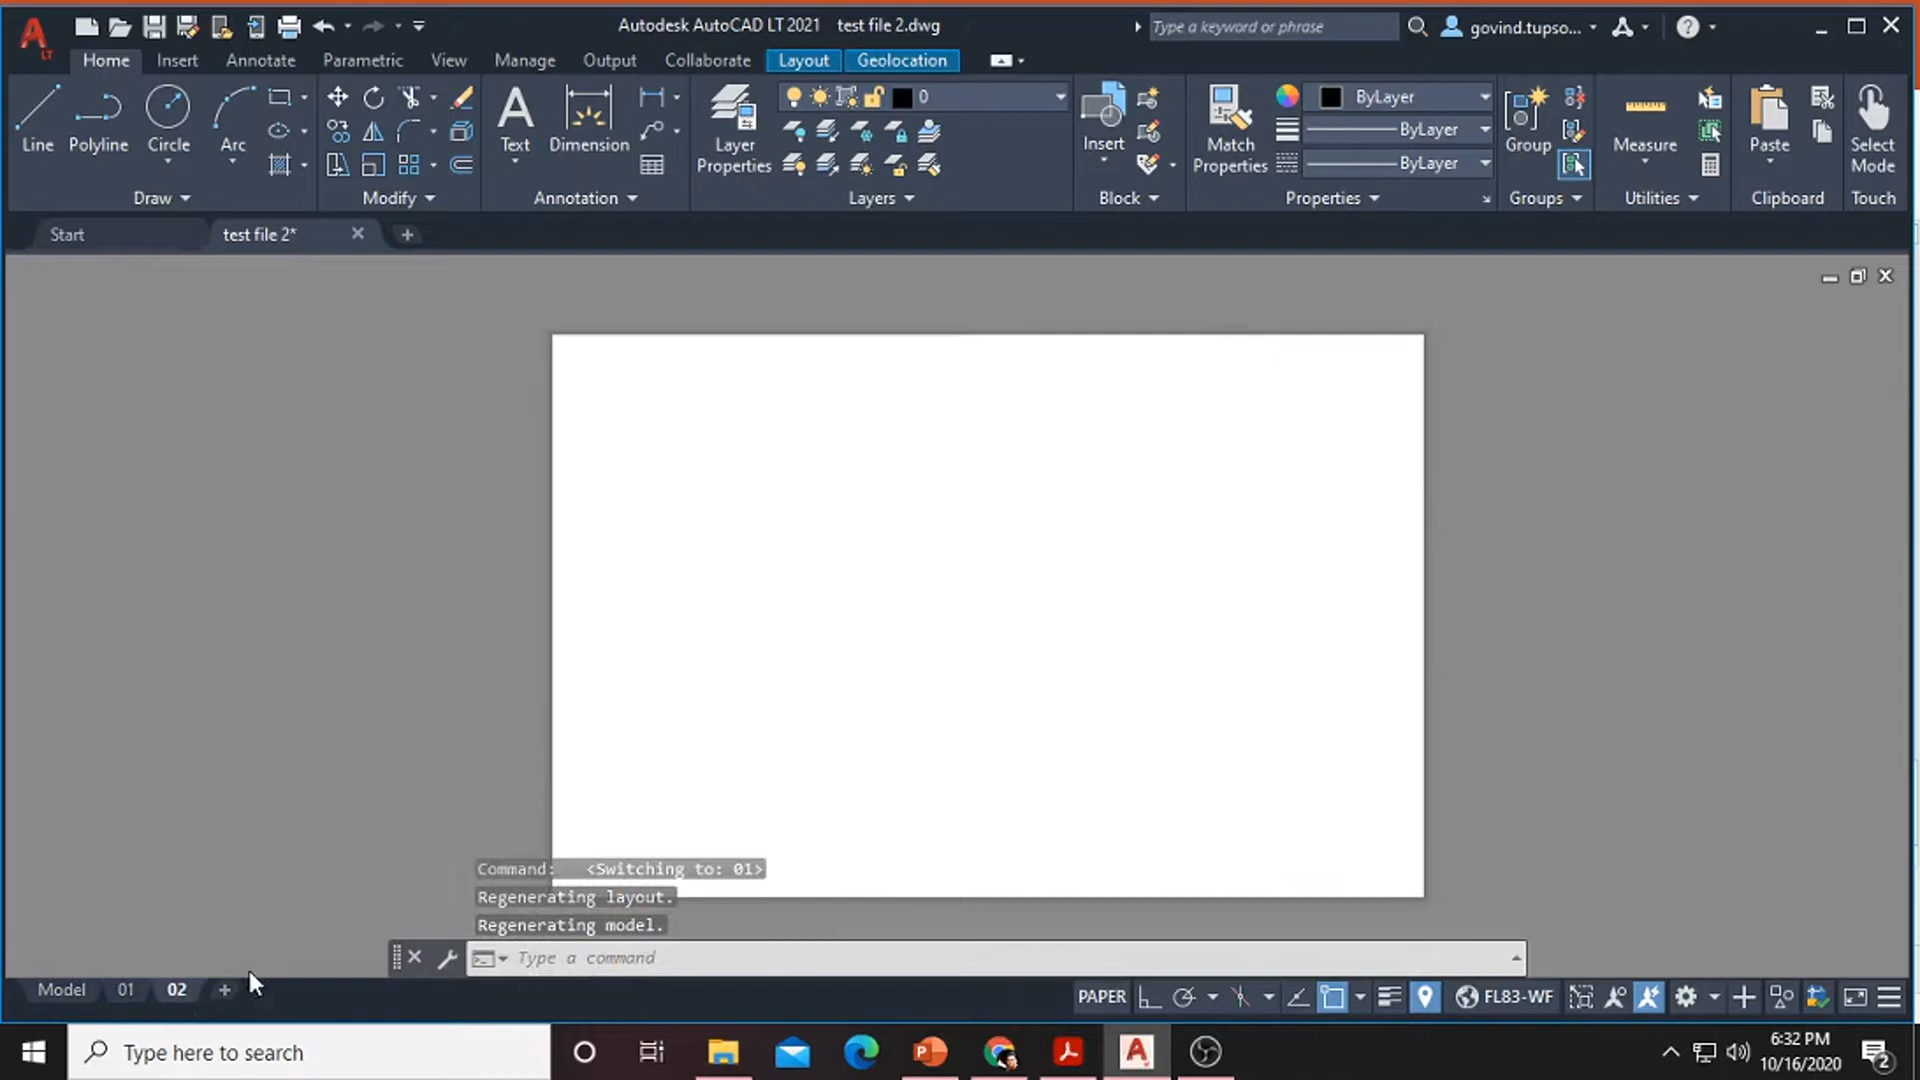 Autodesk AutoCAD LT 2021 test file 2.dwg
Type a keyword or phrase
govind.tupso...
LT
Home Insert Annotate Parametric View Manage Output Collaborate Layout Geolocation
Line Polyline Circle Arc
Draw
Modify
Text Dimension
Annotation
Layer Properties
0
Layers
Insert
Block
Match Properties
ByLayer
ByLayer
ByLayer
Properties
Group
Groups
Measure
Utilities
Paste
Clipboard
Select Mode
Touch
Start test file 2*
Command: <Switching to: 01>
Regenerating layout.
Regenerating model.
Type a command
Model 01 02
PAPER FL83-WF
Type here to search
6:32 PM
10/16/2020
2